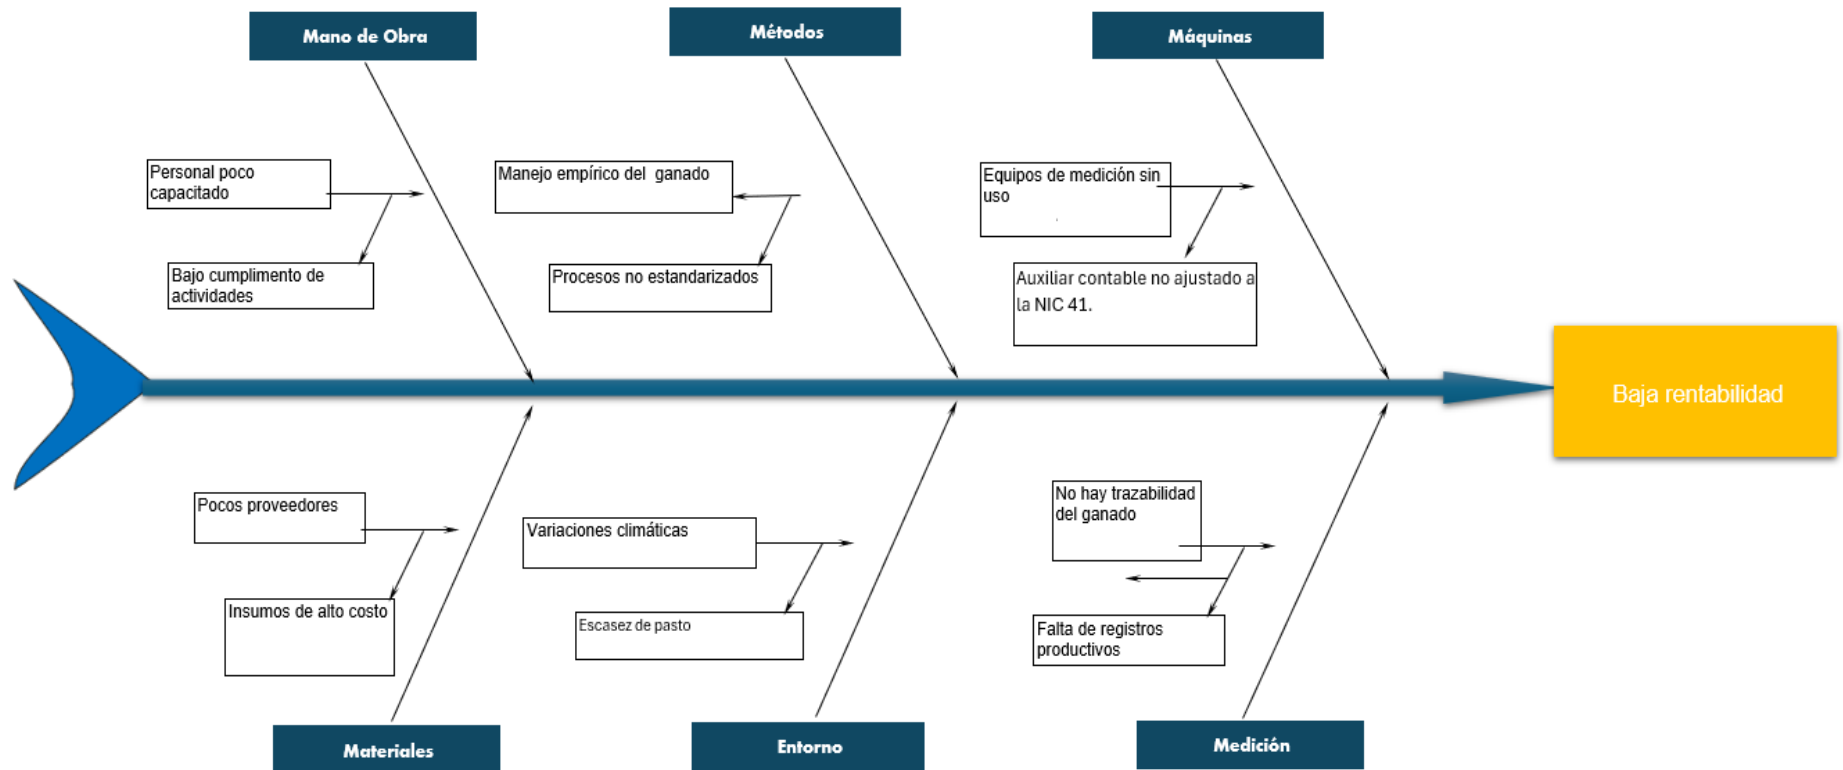 Mano de Obra
Métodos
Máquinas
Personal poco
capacitado
Manejo empírico del ganado
Equipos de medición sin
uso
Bajo cumplimento de
actividades
Procesos no estandarizados
Auxiliar contable no ajustado a
la NIC 41.
Baja rentabilidad
Pocos proveedores
Variaciones climáticas
No hay trazabilidad
del ganado
Insumos de alto costo
Escasez de pasto
Falta de registros
productivos
Materiales
Entorno
Medición